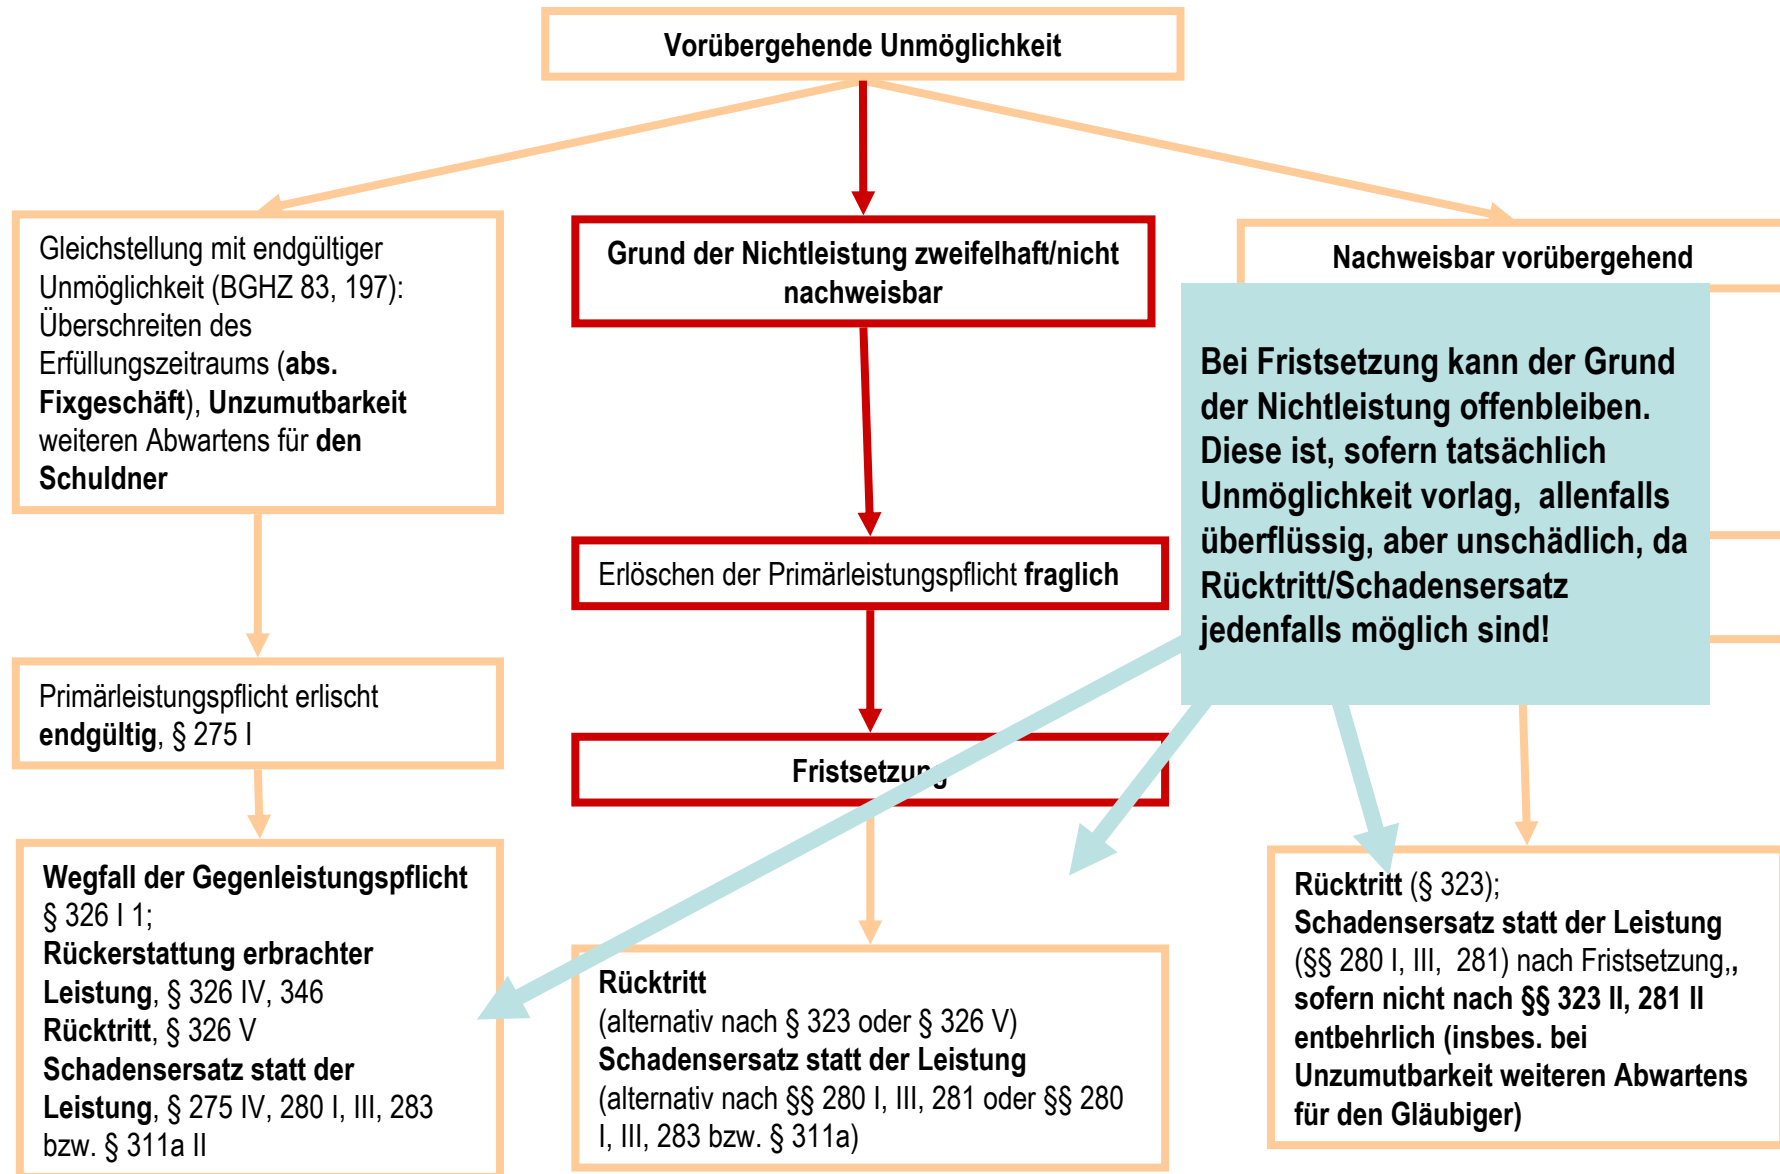 Vorübergehende Unmöglichkeit
Gleichstellung mit endgültiger
Unmöglichkeit (BGHZ 83, 197):
Überschreiten des
Erfüllungszeitraums (abs.
Fixgeschäft), Unzumutbarkeit
weiteren Abwartens für den
Schuldner
Primärleistungspflicht erlischt
endgültig, § 275 I
Wegfall der Gegenleistungspflicht
§ 326 I 1;
Rückerstattung erbrachter
Leistung, § 326 IV, 346
Rücktritt, § 326 V
Schadensersatz statt der
Leistung, § 275 IV, 280 I, III, 283
bzw. § 311a II
Grund der Nichtleistung zweifelhaft/nicht
nachweisbar
Erlöschen der Primärleistungspflicht fraglich
Fristsetzung
Rücktritt
(alternativ nach § 323 oder § 326 V)
Schadensersatz statt der Leistung
(alternativ nach §§ 280 I, III, 281 oder §§ 280
I, III, 283 bzw. § 311a)
Nachweisbar vorübergehend
Bei Fristsetzung kann der Grund
der Nichtleistung offenbleiben.
Diese ist, sofern tatsächlich
Unmöglichkeit vorlag, allenfalls
überflüssig, aber unschädlich, da
Rücktritt/Schadensersatz
jedenfalls möglich sind!
Rücktritt (§ 323);
Schadensersatz statt der Leistung
(§§ 280 I, III, 281) nach Fristsetzung,,
sofern nicht nach §§ 323 II, 281 II
entbehrlich (insbes. bei
Unzumutbarkeit weiteren Abwartens
für den Gläubiger)